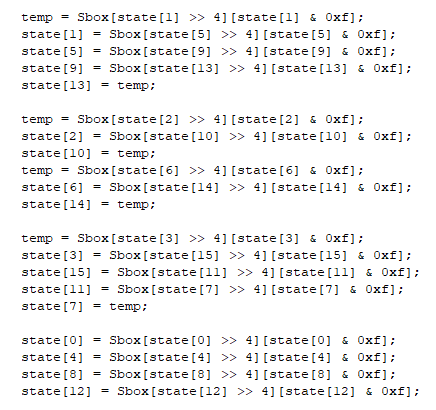 temp = Sbox[state[1] >> 4][state[1] & 0xf];
state[1] = Sbox[state[5] >> 4][state[5] & 0xf];
state[5] = Sbox[state[9] >> 4][state[9] & 0xf];
state[9] = Sbox[state[13] >> 4][state[13] & 0xf];
state[13] = temp;
temp = Sbox[state[2] >> 4][state[2] & 0xf];
state[2] = Sbox[state[10] >> 4][state[10] & 0xf];
state[10] = temp;
temp = Sbox[state[6] >> 4][state[6] & 0xf];
state[6] = Sbox[state[14] >> 4][state[14] & 0xf];
state[14] = temp;
temp = Sbox[state[3] >> 4][state[3] & 0xf];
state[3] = Sbox[state[15] >> 4][state[15] & 0xf];
state[15] = Sbox[state[11] >> 4][state[11] & 0xf];
state[11] = Sbox[state[7] >> 4][state[7] & 0xf];
state[7] = temp;
state[0] = Sbox[state[0] >> 4][state[0] & 0xf];
state[4] = Sbox[state[4] >> 4][state[4] & 0xf];
state[8] = Sbox[state[8] >> 4][state[8] & 0xf];
state[12] = Sbox[state[12] >> 4][state[12] & 0xf];